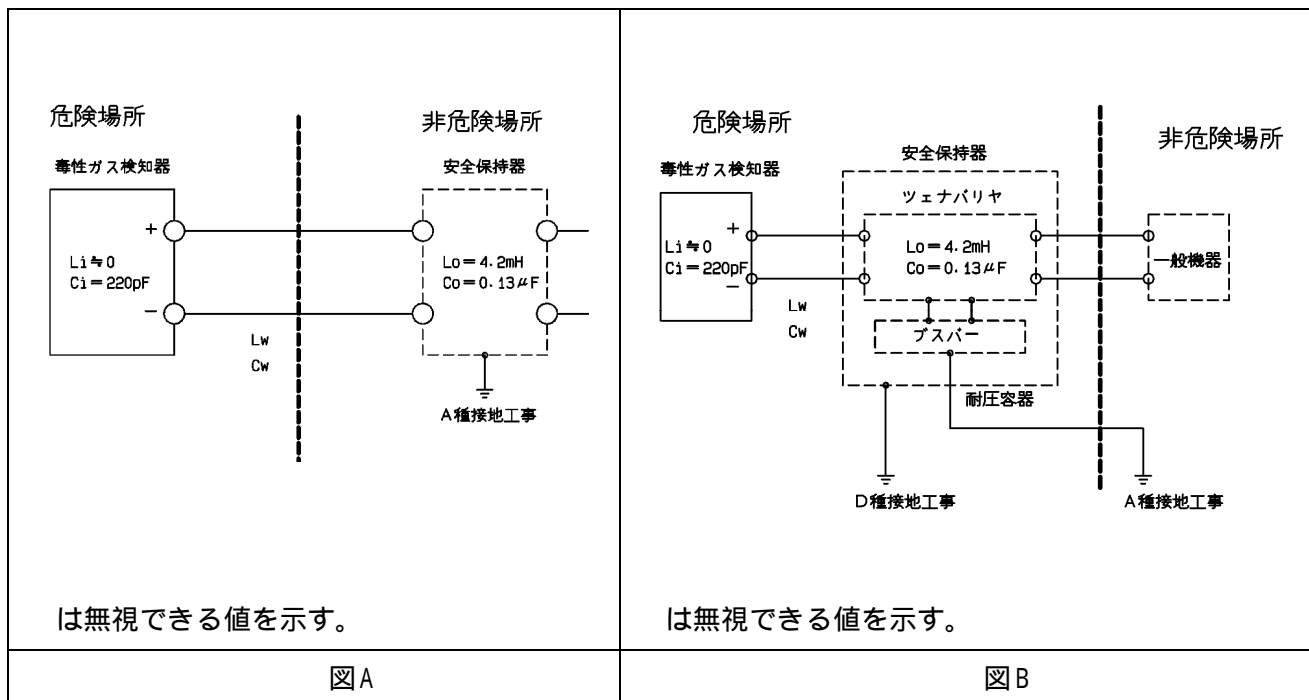 危険場所
非危険場所
毒性ガス検知器
安全保持器
+
Li≒0
Ci=220pF
−
Lo=4.2mH
Co=0.13μF
Lw
Cw
A種接地工事
は無視できる値を示す。
図A
危険場所
非危険場所
安全保持器
毒性ガス検知器
ツェナバリヤ
+
Li≒0
Ci=220pF
−
Lo=4.2mH
Co=0.13μF
一般機器
Lw
Cw
ブスバー
耐圧容器
D種接地工事
A種接地工事
は無視できる値を示す。
図B